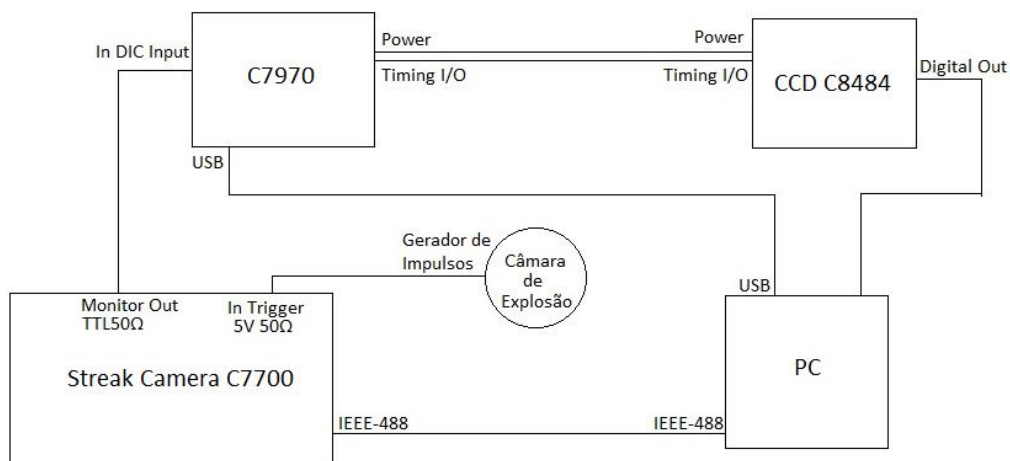 Power
Power
In DIC Input
C7970
Timing I/O
Timing I/O
CCD C8484
Digital Out
USB
Gerador de
Impulsos
Câmara
de
Explosão
USB
Monitor Out
TTL50Ω
In Trigger
5V 50Ω
Streak Camera C7700
PC
IEEE-488
IEEE-488